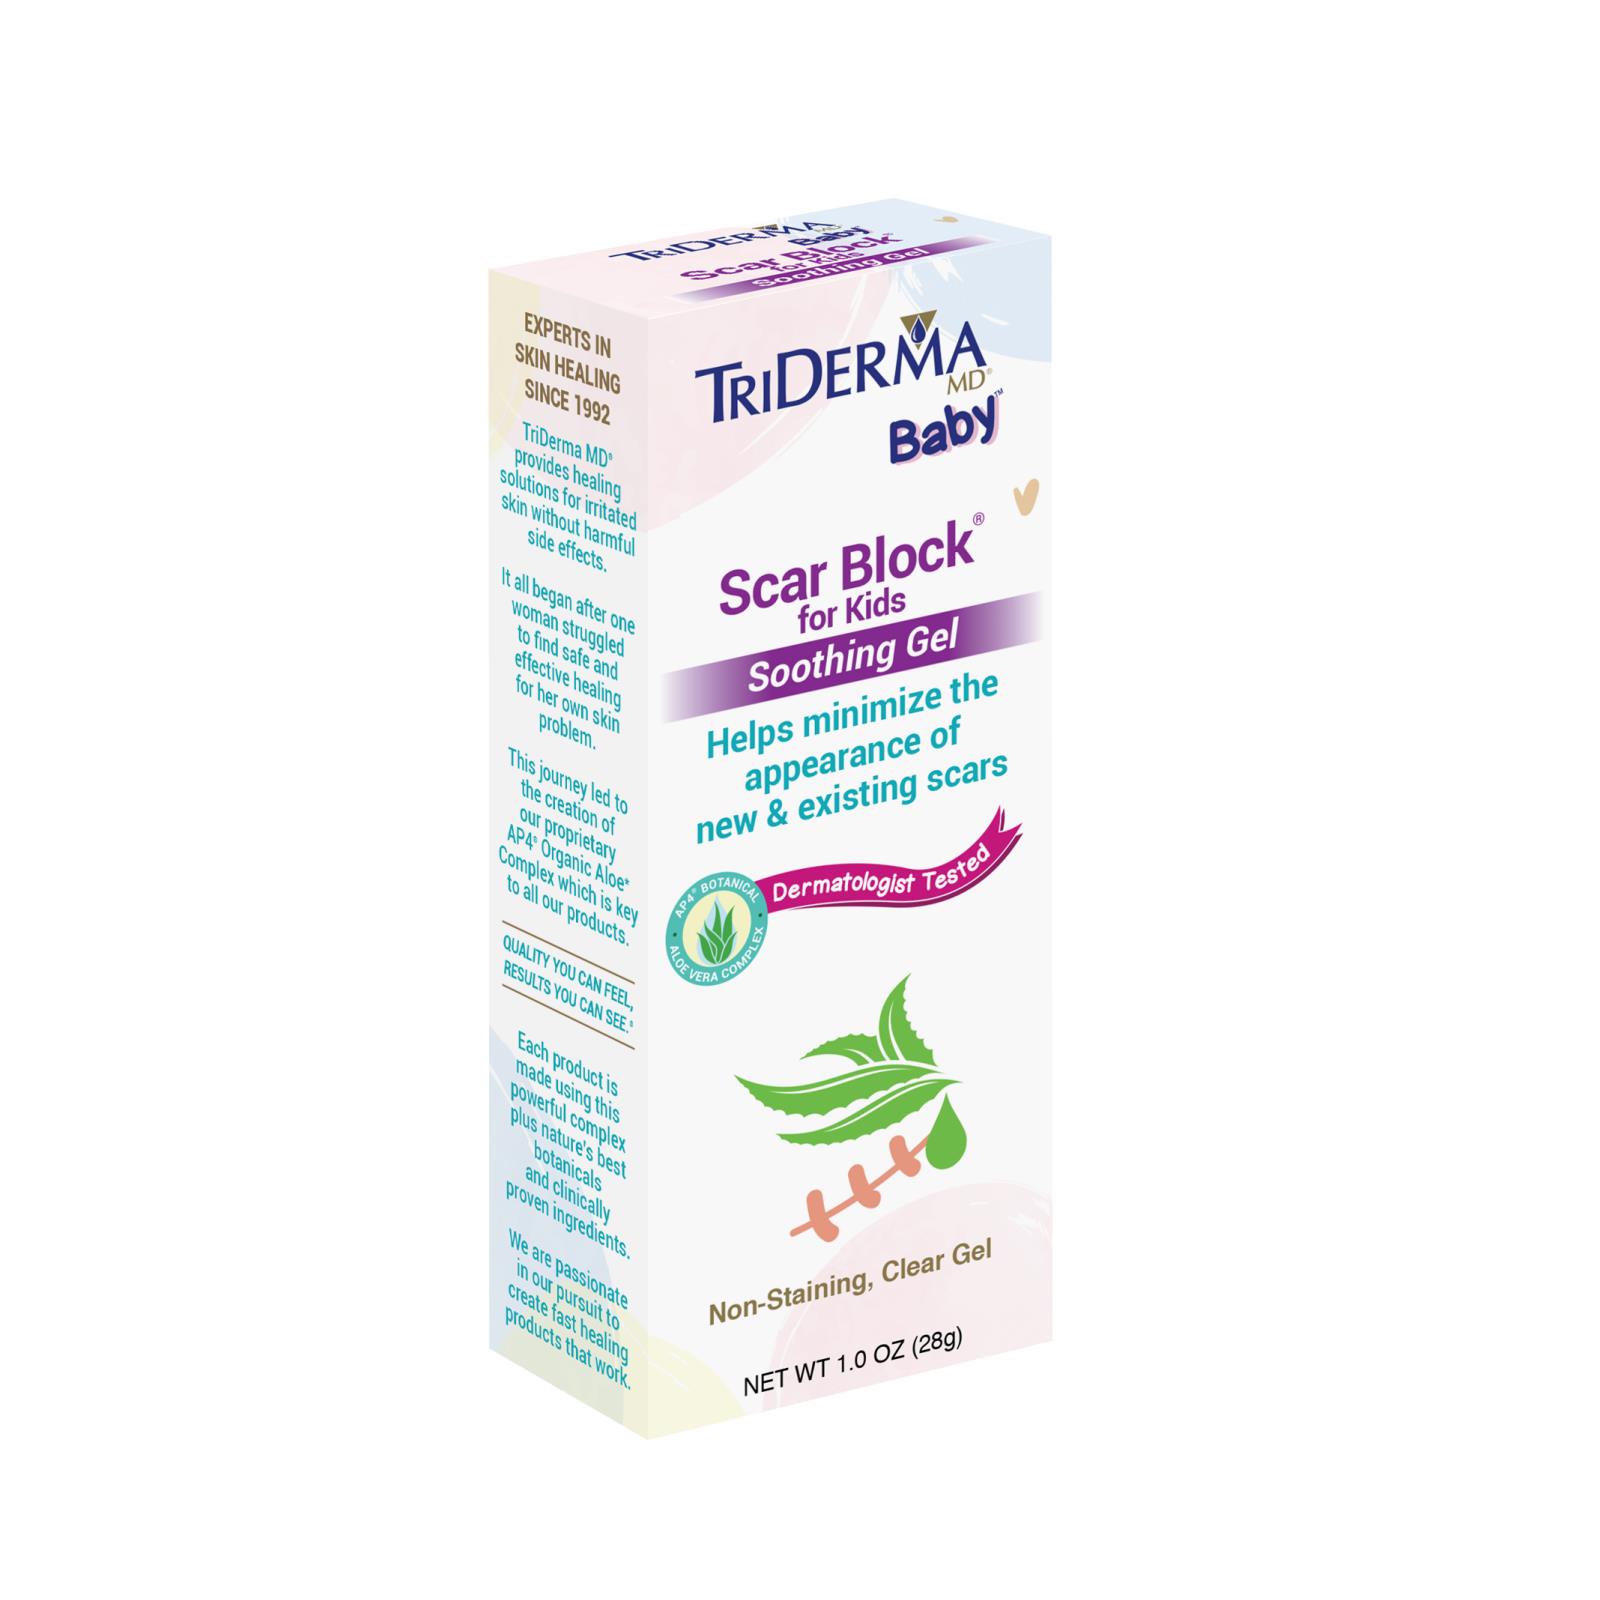 TRIDERMA
MD®
Baby™
Scar Block®
for Kids
Soothing Gel
EXPERTS IN
SKIN HEALING
SINCE 1992
TriDerma MD®
provides healing
solutions for irritated
skin without harmful
side effects.
It all began after one
woman struggled
to find safe and
effective healing
for her own skin
problem.
This journey led to
the creation of
our proprietary
AP4® Organic Aloe*
Complex which is key
to all our products.
QUALITY YOU CAN FEEL,
RESULTS YOU CAN SEE.®
Each product is
made using this
powerful complex
plus nature's best
botanicals
and clinically
proven ingredients.
We are passionate
in our pursuit to
create fast healing
products that work.
TRIDERMA
MD®
Baby™
Scar Block®
for Kids
Soothing Gel
Helps minimize the
appearance of
new & existing scars
Dermatologist Tested
AP4® BOTANICAL
ALOE VERA COMPLEX
Non-Staining, Clear Gel
NET WT 1.0 OZ (28g)